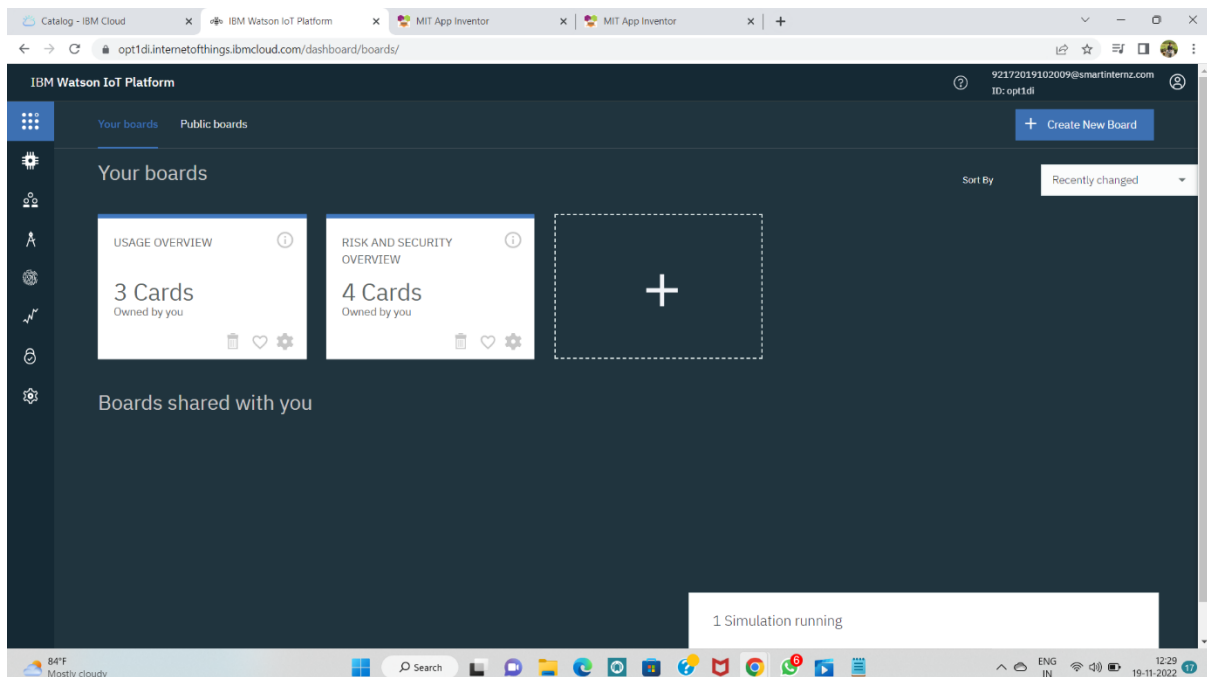 Catalog - IBM Cloud
IBM Watson IoT Platform
MIT App Inventor
MIT App Inventor
opt1di.internetofthings.ibmcloud.com/dashboard/boards/
IBM Watson IoT Platform
92172019102009@smartinternz.com
ID: opt1di
Your boards
Public boards
Create New Board
Your boards
Sort By
Recently changed
USAGE OVERVIEW
3 Cards
Owned by you
RISK AND SECURITY
OVERVIEW
4 Cards
Owned by you
Boards shared with you
1 Simulation running
84°F
Mostly cloudy
Search
6
ENG
IN
12:29
19-11-2022
17